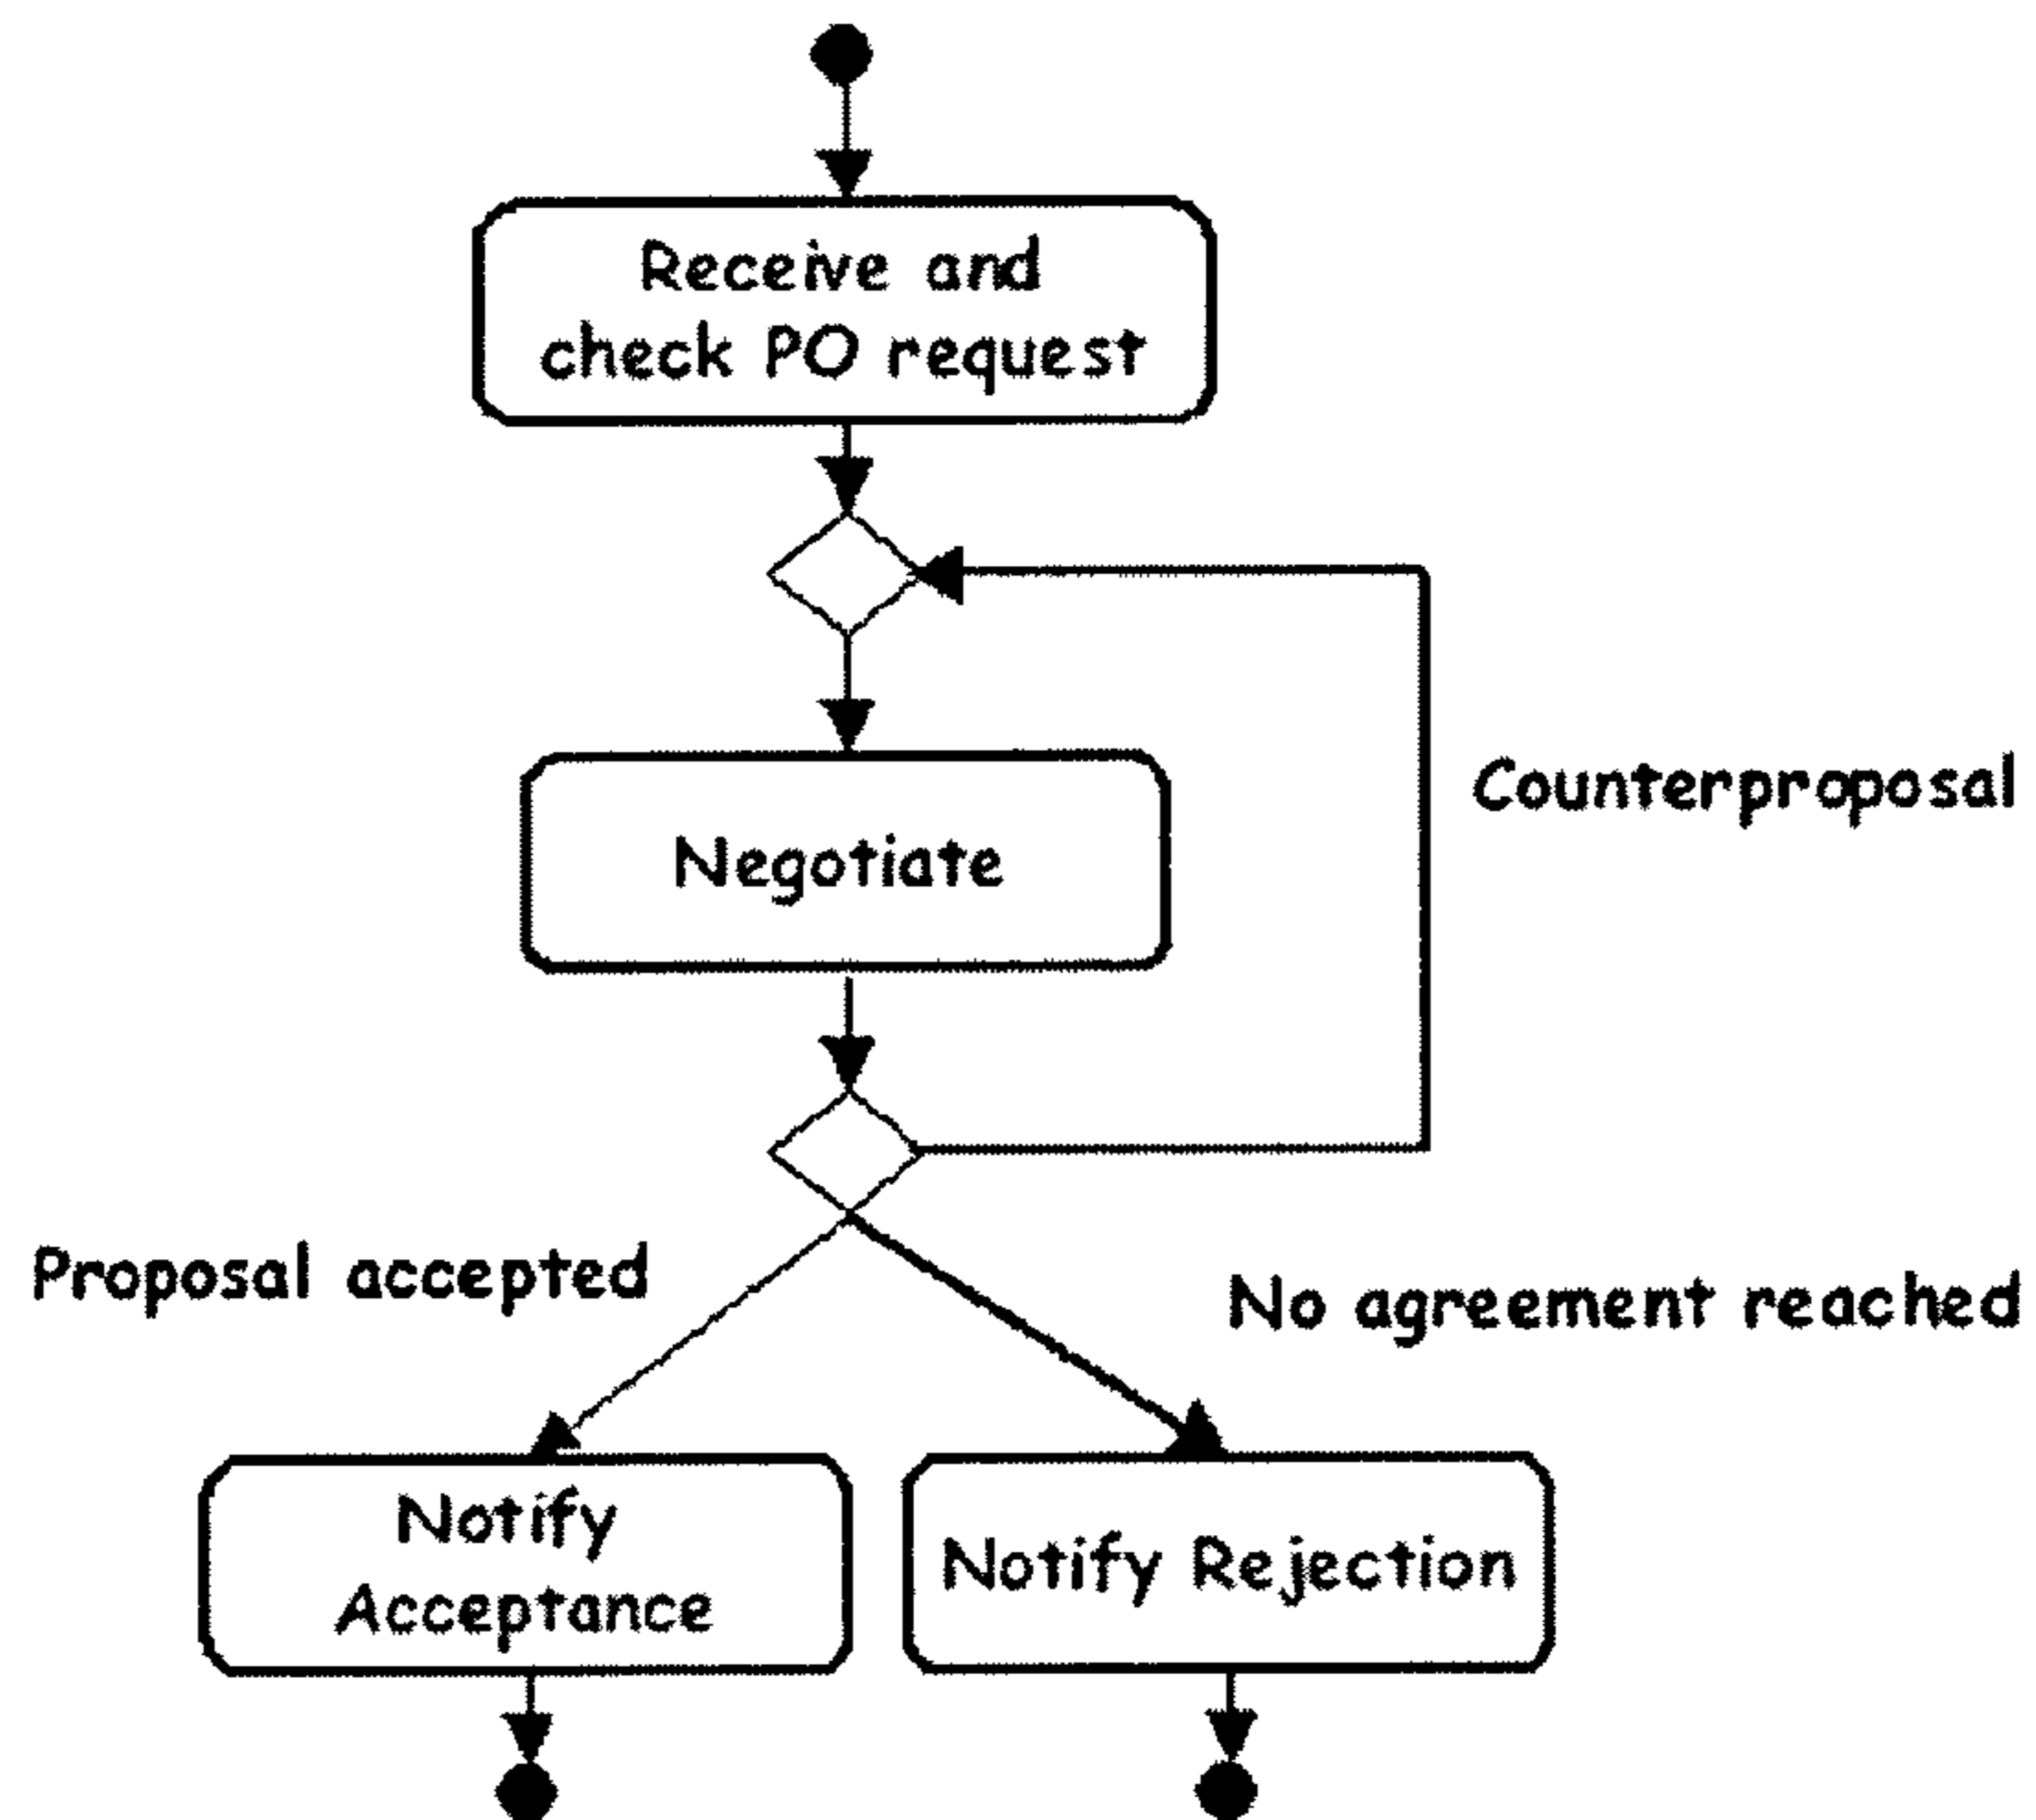 Receive and
check PO request
Negotiate
Counterproposal
Proposal accepted
No agreement reached
Notify
Acceptance
Notify Rejection